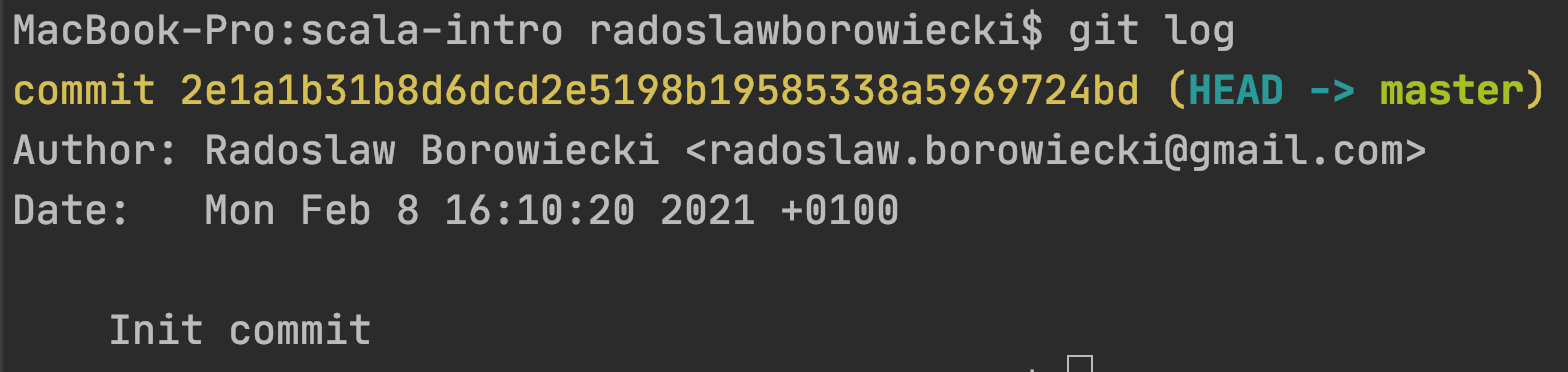 MacBook-Pro:scala-intro radoslawborowiecki$ git log
commit 2e1a1b31b8d6dcd2e5198b19585338a5969724bd (HEAD -> master)
Author: Radoslaw Borowiecki <radoslaw.borowiecki@gmail.com>
Date:   Mon Feb 8 16:10:20 2021 +0100
Init commit